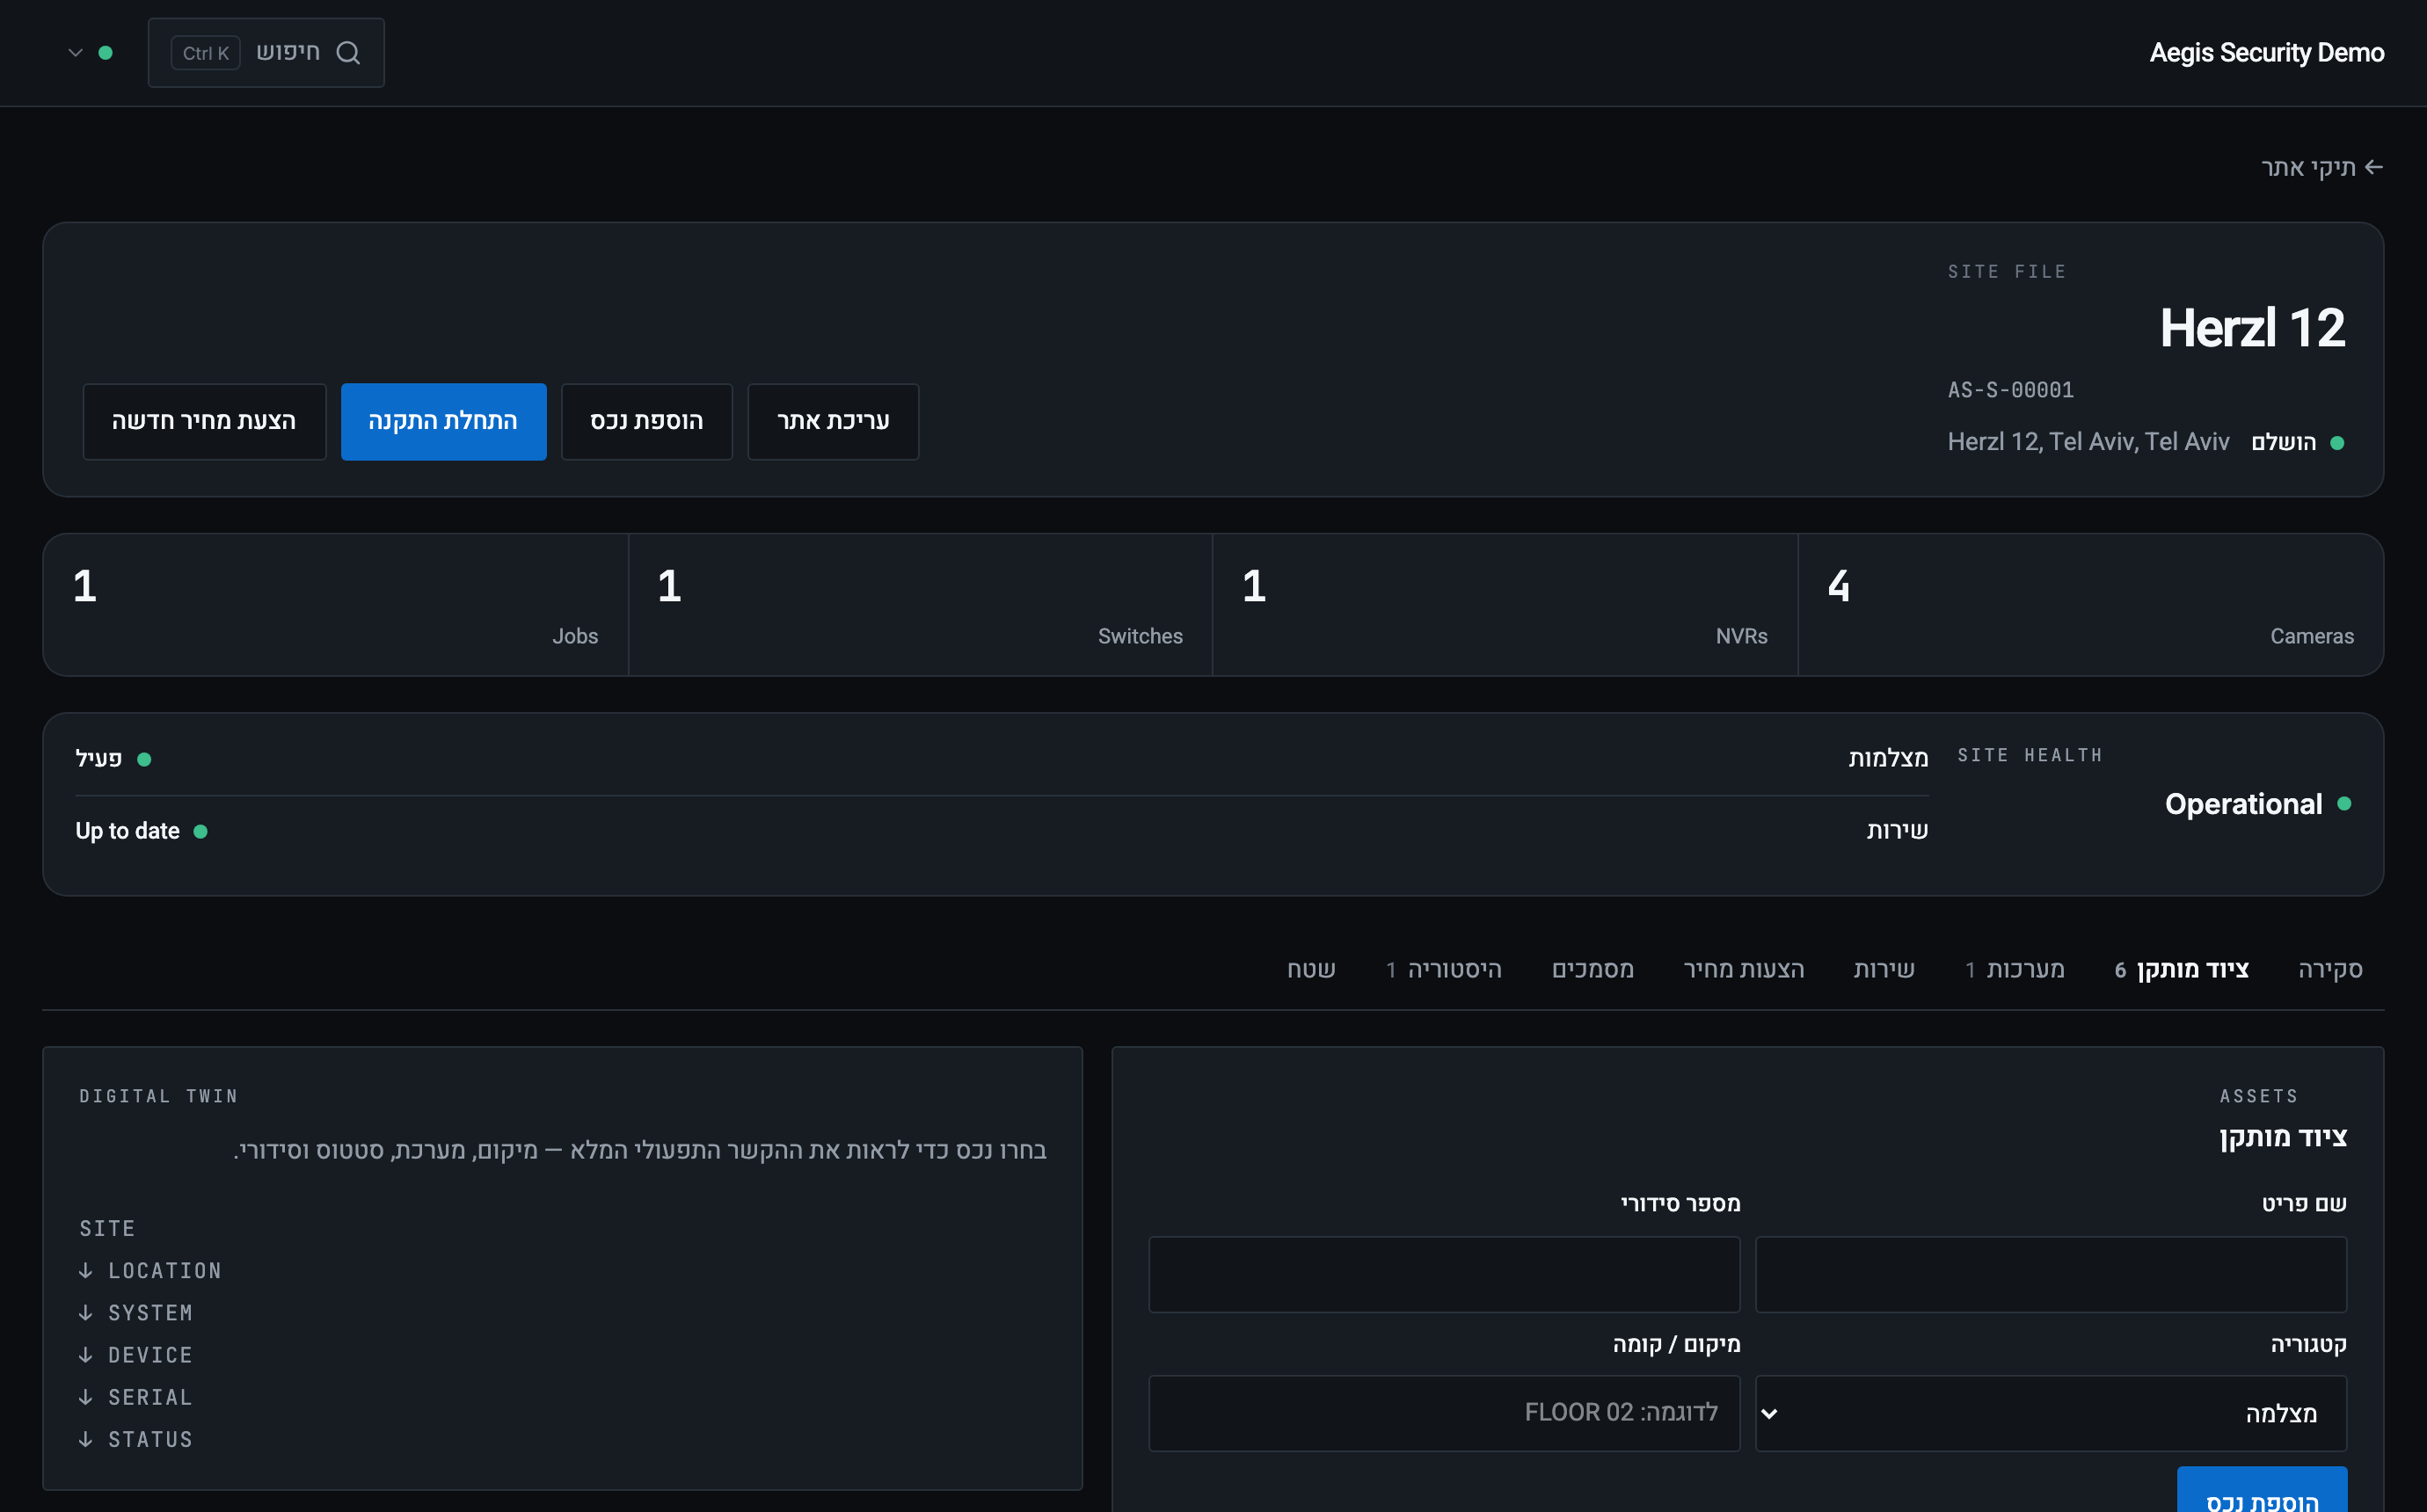 Aegis Security Demo
חיפוש Ctrl K
← תיקי אתר
SITE FILE
Herzl 12
AS-S-00001
הושלם Herzl 12, Tel Aviv, Tel Aviv
עריכת אתר
הוספת נכס
התחלת התקנה
הצעת מחיר חדשה
4
Cameras
1
NVRs
1
Switches
1
Jobs
SITE HEALTH
Operational
מצלמות פעיל
שירות Up to date
סקירה ציוד מותקן 6 מערכות 1 שירות הצעות מחיר מסמכים היסטוריה 1 שטח
ASSETS
ציוד מותקן
שם פריט
מספר סידורי
קטגוריה
מצלמה
מיקום / קומה
לדוגמה: FLOOR 02
הוספת נכס
DIGITAL TWIN
בחרו נכס כדי לראות את ההקשר התפעולי המלא — מיקום, מערכת, סטטוס וסידורי.
SITE
↓ LOCATION
↓ SYSTEM
↓ DEVICE
↓ SERIAL
↓ STATUS